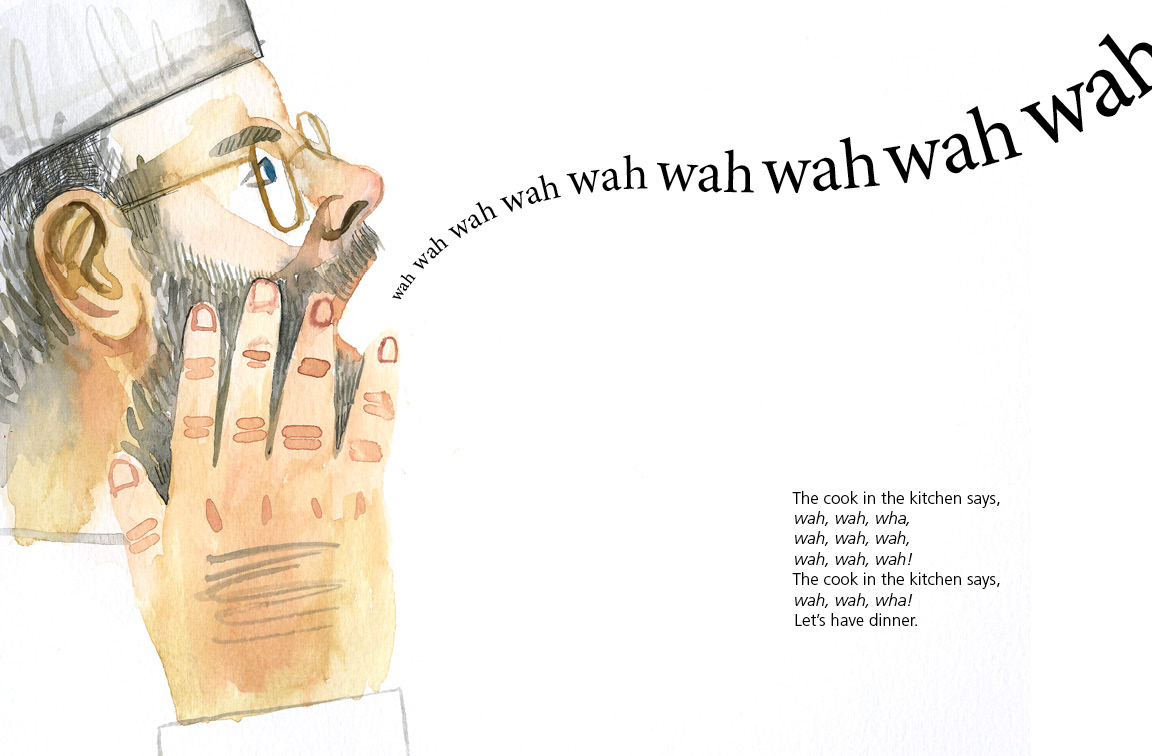 wah wah wah wah wah wah wah wah wah
The cook in the kitchen says,
wah, wah, wha,
wah, wah, wah,
wah, wah, wah!
The cook in the kitchen says,
wah, wah, wha!
Let's have dinner.